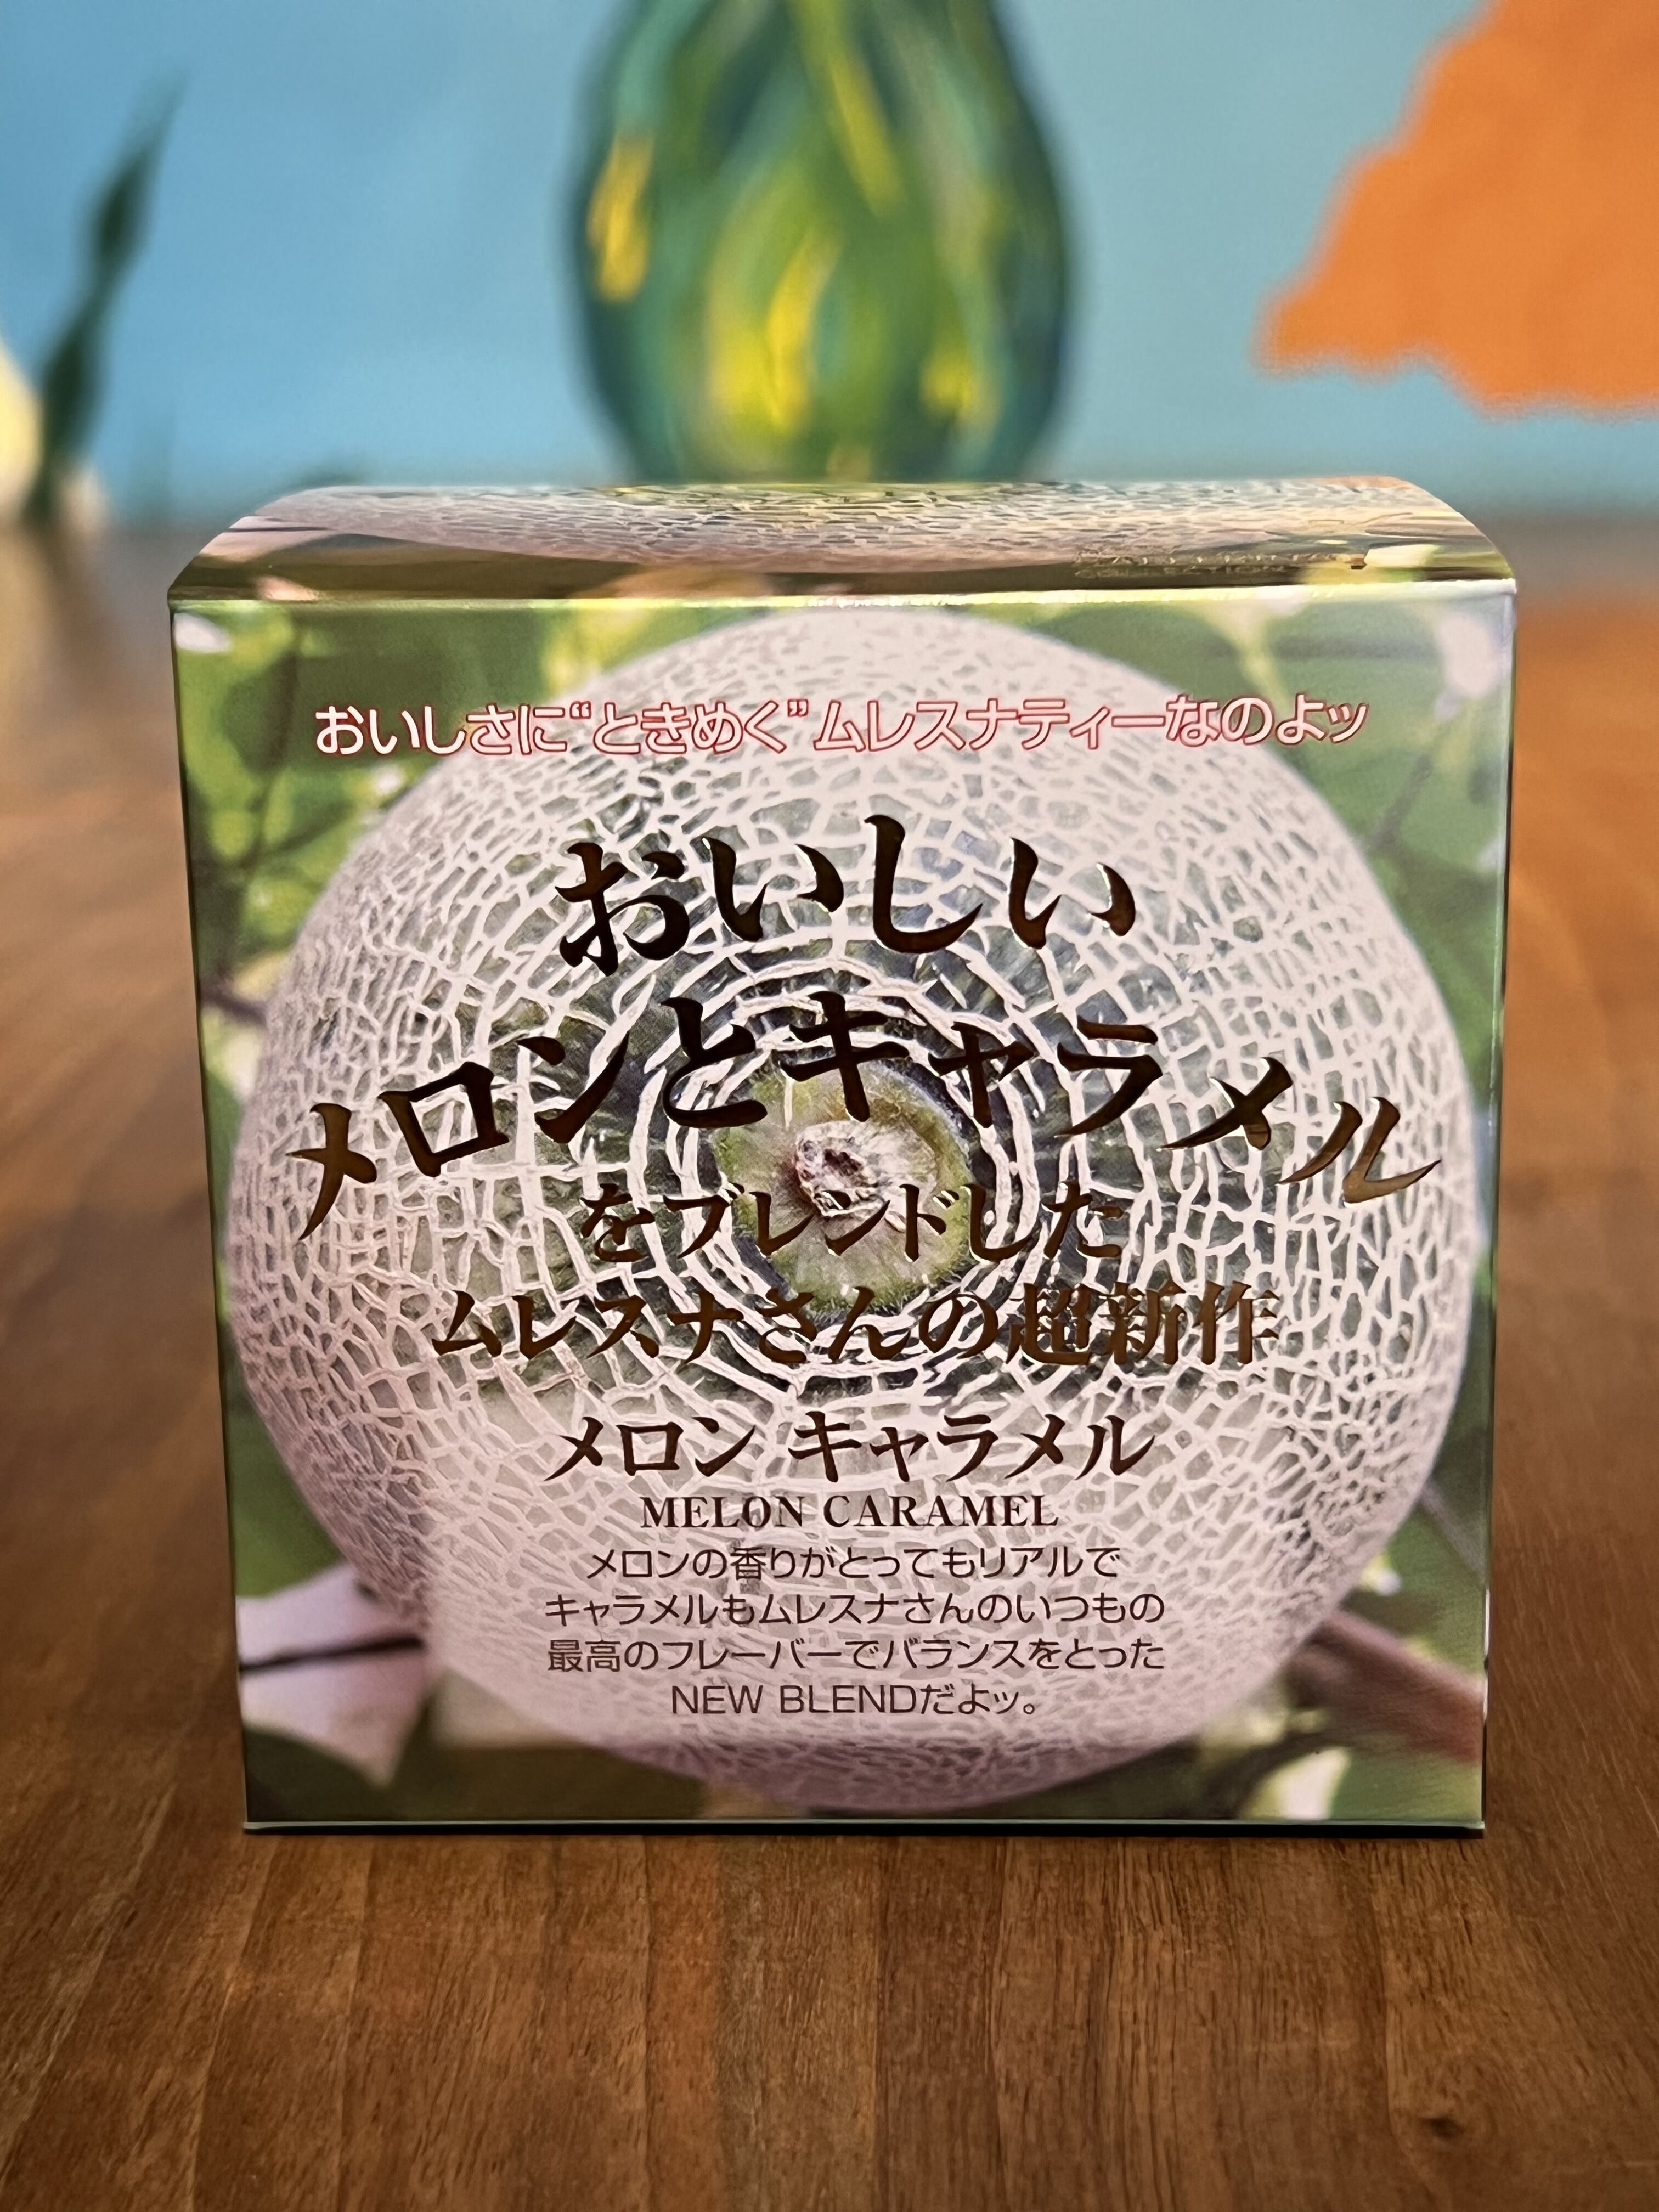 おいしさに“ときめく”ムレスナティーなのよッ
おいしい
メロンとキャラメル
をブレンドした
ムレスナさんの超新作
メロン キャラメル
MELON CARAMEL
メロンの香りがとってもリアルで
キャラメルもムレスナさんのいつもの
最高のフレーバーでバランスをとった
NEW BLENDだよッ。